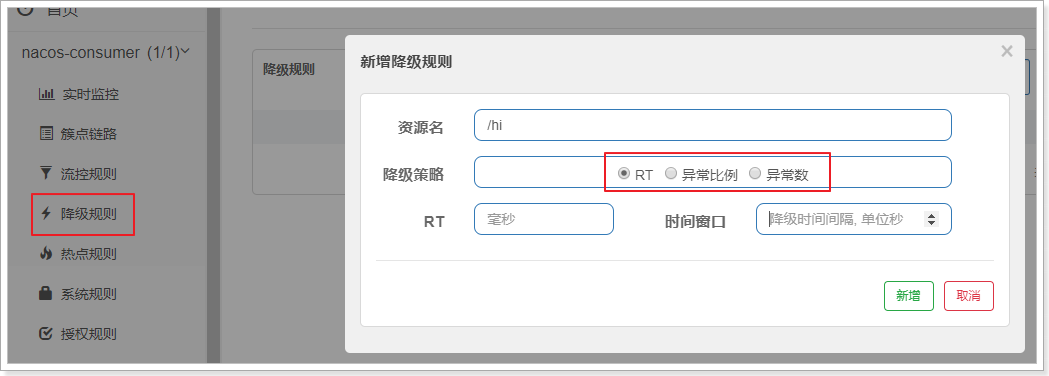 首页
nacos-consumer (1/1)
实时监控
簇点链路
流控规则
降级规则
热点规则
系统规则
授权规则
降级规则
新增降级规则
×
资源名
/hi
降级策略
RT 异常比例 异常数
RT 毫秒 时间窗口 降级时间间隔, 单位秒
新增 取消